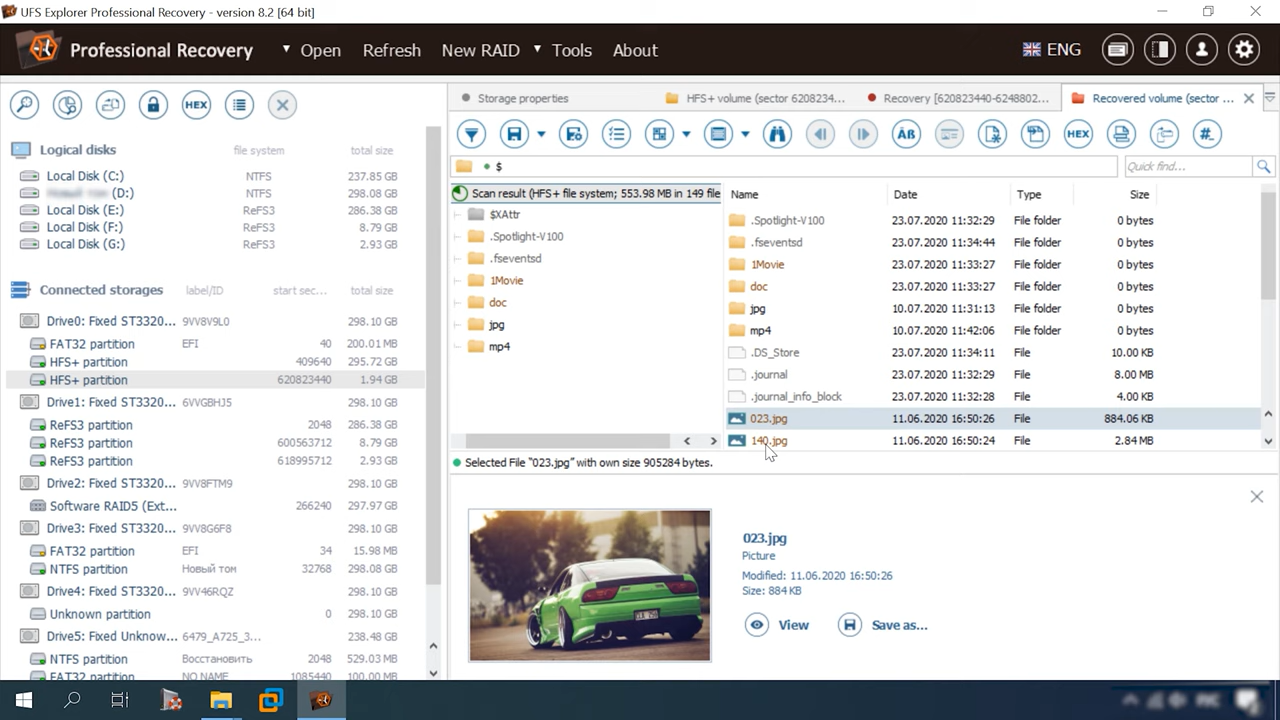 UFS Explorer Professional Recovery - version 8.2 [64 bit]
Professional Recovery Open Refresh New RAID Tools About ENG
HEX
Storage properties HFS+ volume (sector 6208234... Recovery [620823440-6248802... Recovered volume (sector ...
Āß HEX
$ Quick find...
Logical disks file system total size
Local Disk (C:) NTFS 237.85 GB
(D:) NTFS 298.08 GB
Local Disk (E:) ReFS3 286.38 GB
Local Disk (F:) ReFS3 8.79 GB
Local Disk (G:) ReFS3 2.93 GB
Connected storages label/ID start sec... total size
Drive0: Fixed ST3320... 9VV8V9L0 298.10 GB
FAT32 partition EFI 40 200.01 MB
HFS+ partition 409640 295.72 GB
HFS+ partition 620823440 1.94 GB
Drive1: Fixed ST3320... 6VVGBHJ5 298.10 GB
ReFS3 partition 2048 286.38 GB
ReFS3 partition 600563712 8.79 GB
ReFS3 partition 618995712 2.93 GB
Drive2: Fixed ST3320... 9VV8FTM9 298.10 GB
Software RAID5 (Ext... 266240 297.97 GB
Drive3: Fixed ST3320... 9VV8G6F8 298.10 GB
FAT32 partition EFI 34 15.98 MB
NTFS partition Новый том 32768 298.08 GB
Drive4: Fixed ST3320... 9VV46RQZ 298.10 GB
Unknown partition 0 298.10 GB
Drive5: Fixed Unknow... 6479_A725_3... 238.48 GB
NTFS partition Восстановить 2048 529.03 MB
FAT32 partition NO NAME 1085440 100.00 MB
Scan result (HFS+ file system; 553.98 MB in 149 file
$XAttr
.Spotlight-V100
.fseventsd
1Movie
doc
jpg
mp4
Name Date Type Size
.Spotlight-V100 23.07.2020 11:32:29 File folder 0 bytes
.fseventsd 23.07.2020 11:34:44 File folder 0 bytes
1Movie 23.07.2020 11:33:27 File folder 0 bytes
doc 23.07.2020 11:33:27 File folder 0 bytes
jpg 10.07.2020 11:31:13 File folder 0 bytes
mp4 10.07.2020 11:42:06 File folder 0 bytes
.DS_Store 23.07.2020 11:34:11 File 10.00 KB
.journal 23.07.2020 11:32:29 File 8.00 MB
.journal_info_block 23.07.2020 11:32:28 File 4.00 KB
023.jpg 11.06.2020 16:50:26 File 884.06 KB
140.jpg 11.06.2020 16:50:24 File 2.84 MB
Selected File "023.jpg" with own size 905284 bytes.
023.jpg
Picture
Modified: 11.06.2020 16:50:26
Size: 884 KB
View Save as...